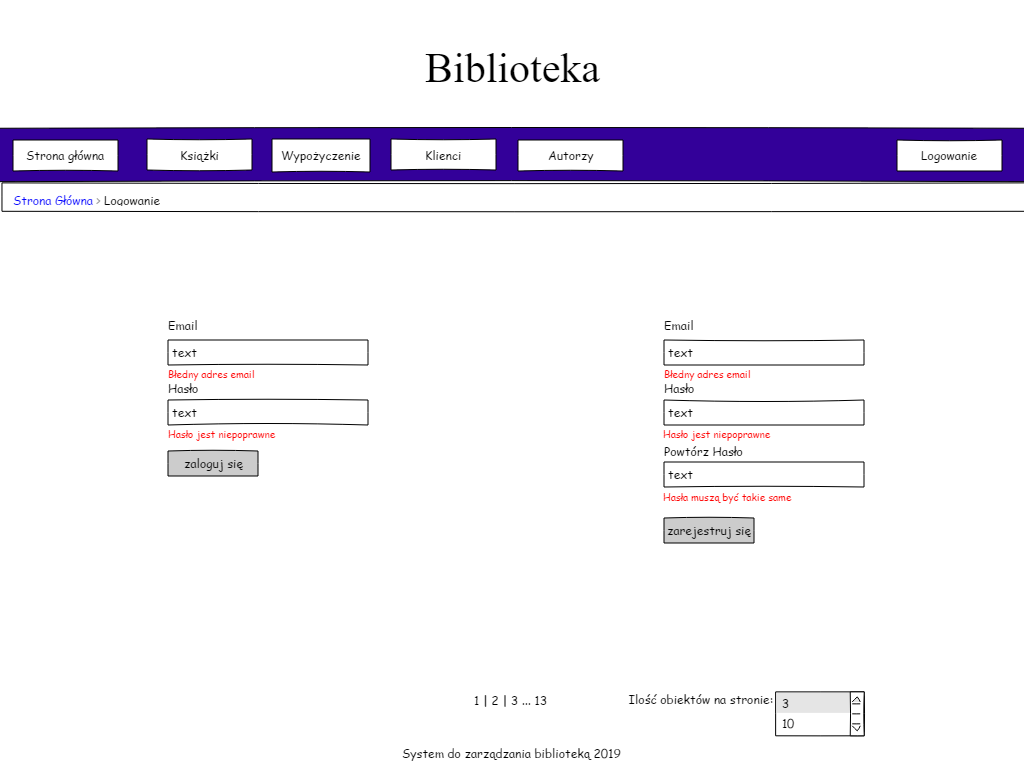 Biblioteka
Strona główna Książki Wypożyczenie Klienci Autorzy Logowanie
Strona Główna > Logowanie
Email
text
Błedny adres email
Hasło
text
Hasło jest niepoprawne
zaloguj się
Email
text
Błedny adres email
Hasło
text
Hasło jest niepoprawne
Powtórz Hasło
text
Hasła muszą być takie same
zarejestruj się
1 | 2 | 3 ... 13
Ilość obiektów na stronie:
3
10
System do zarządzania biblioteką 2019